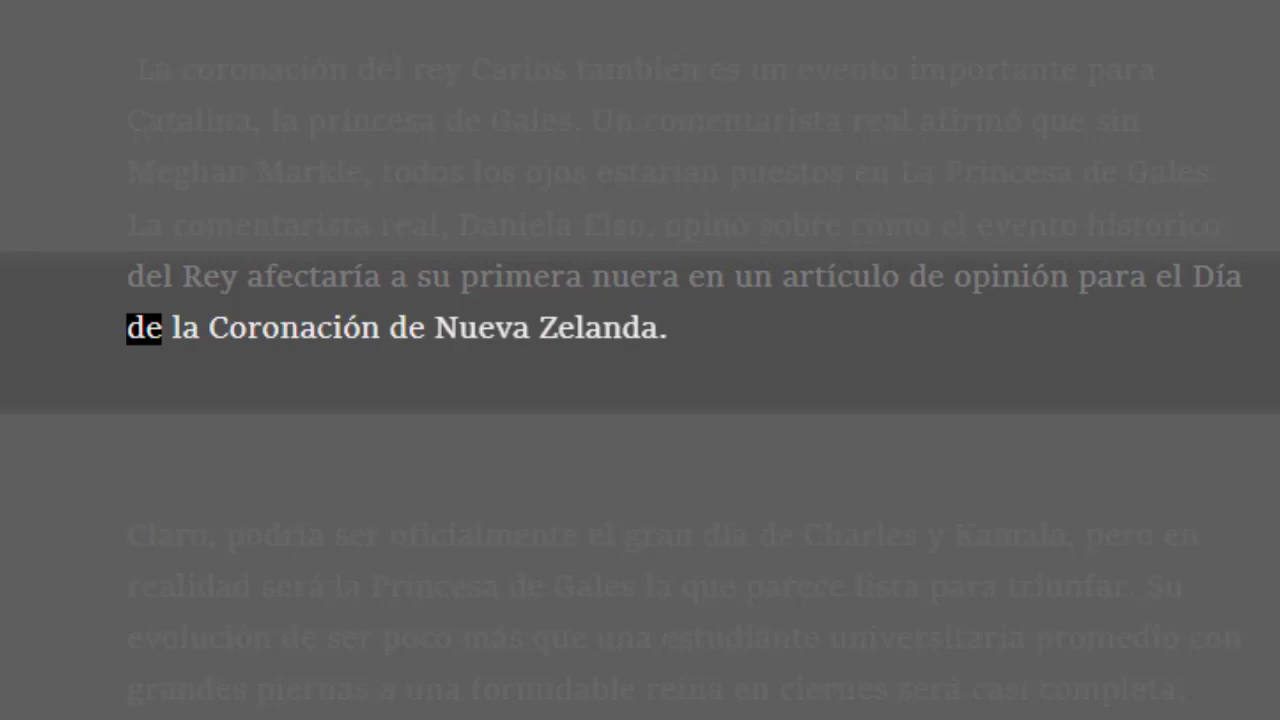 La coronación del rey Carlos también es un evento importante para
Catalina, la princesa de Gales. Un comentarista real afirmó que sin
Meghan Markle, todos los ojos estarían puestos en La Princesa de Gales.
La comentarista real, Daniela Elso, opinó sobre cómo el evento histórico
del Rey afectaría a su primera nuera en un artículo de opinión para el Día
de la Coronación de Nueva Zelanda.
Claro, podría ser oficialmente el gran día de Charles y Kamala, pero en
realidad será la Princesa de Gales la que parece lista para triunfar. Su
evolución de ser poco más que una estudiante universitaria promedio con
grandes piernas a una formidable reina en ciernes será casi completa,